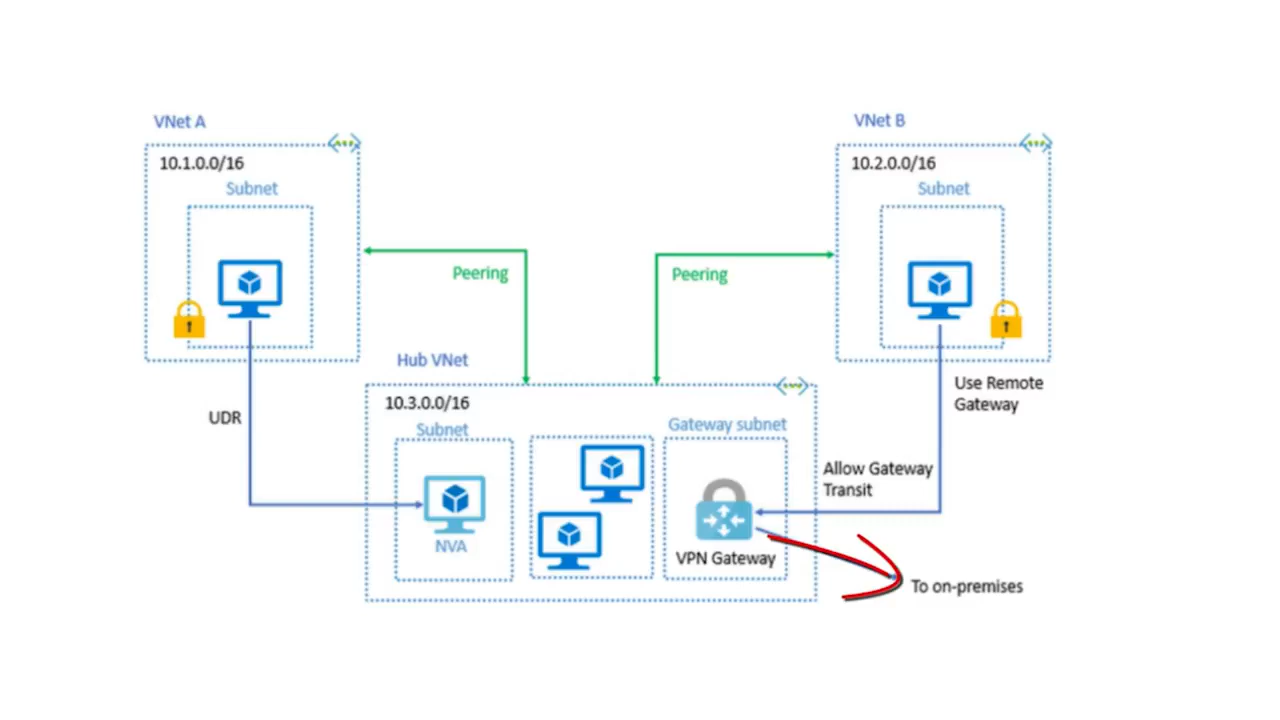 VNet A
10.1.0.0/16
Subnet
VNet B
10.2.0.0/16
Subnet
Peering
Peering
Hub VNet
10.3.0.0/16
Subnet
NVA
Gateway subnet
VPN Gateway
UDR
Use Remote
Gateway
Allow Gateway
Transit
To on-premises